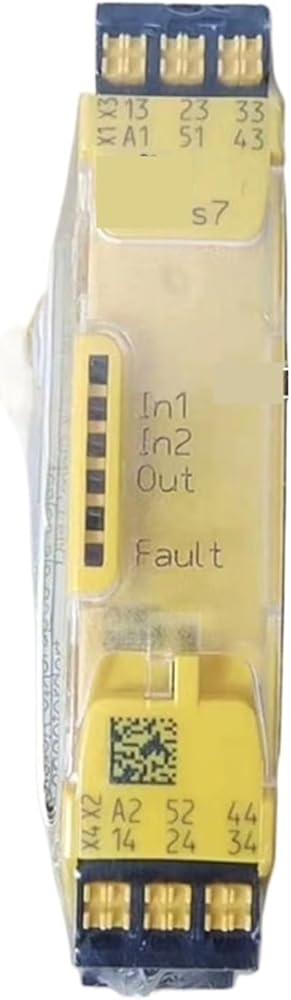 X3 13 23 33
X1 A1 51 43
s7
In1
In2
Out
Fault
X2 A2 52 44
X4 14 24 34